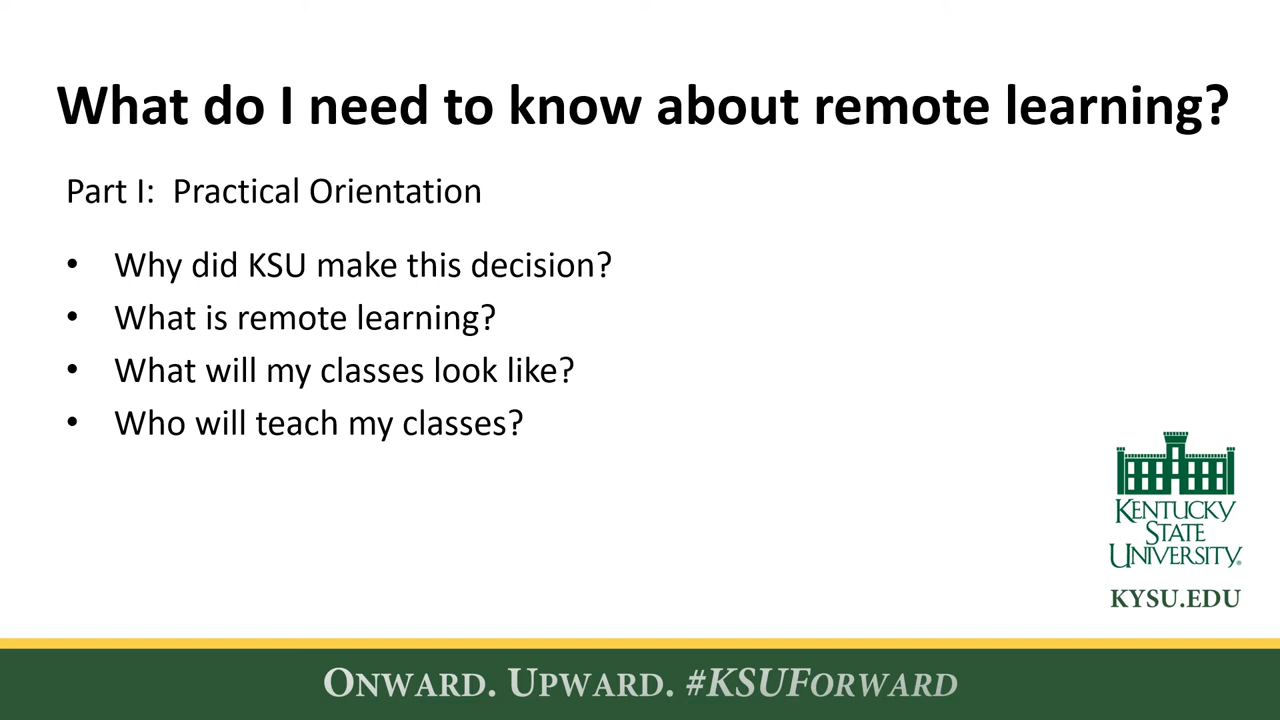 What do I need to know about remote learning?
Part I: Practical Orientation
• Why did KSU make this decision?
• What is remote learning?
• What will my classes look like?
• Who will teach my classes?
KENTUCKY
STATE
UNIVERSITY®
KYSU.EDU
ONWARD. UPWARD. #KSUFORWARD